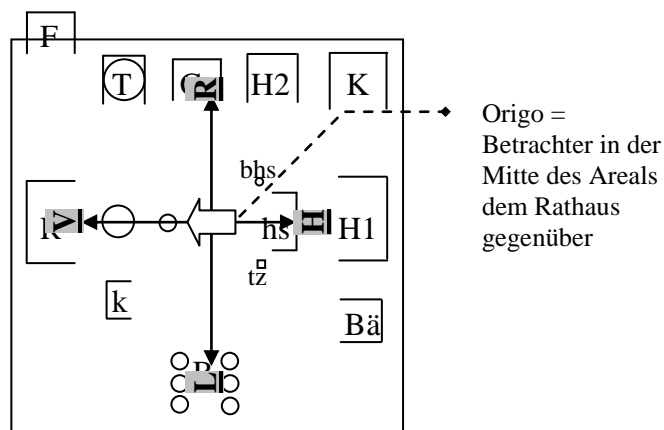 F
T
R
H2
K
Origo =
Betrachter in der
Mitte des Areals
dem Rathaus
gegenüber
bhs
V
hs
H
H1
tz
k
Bä
L